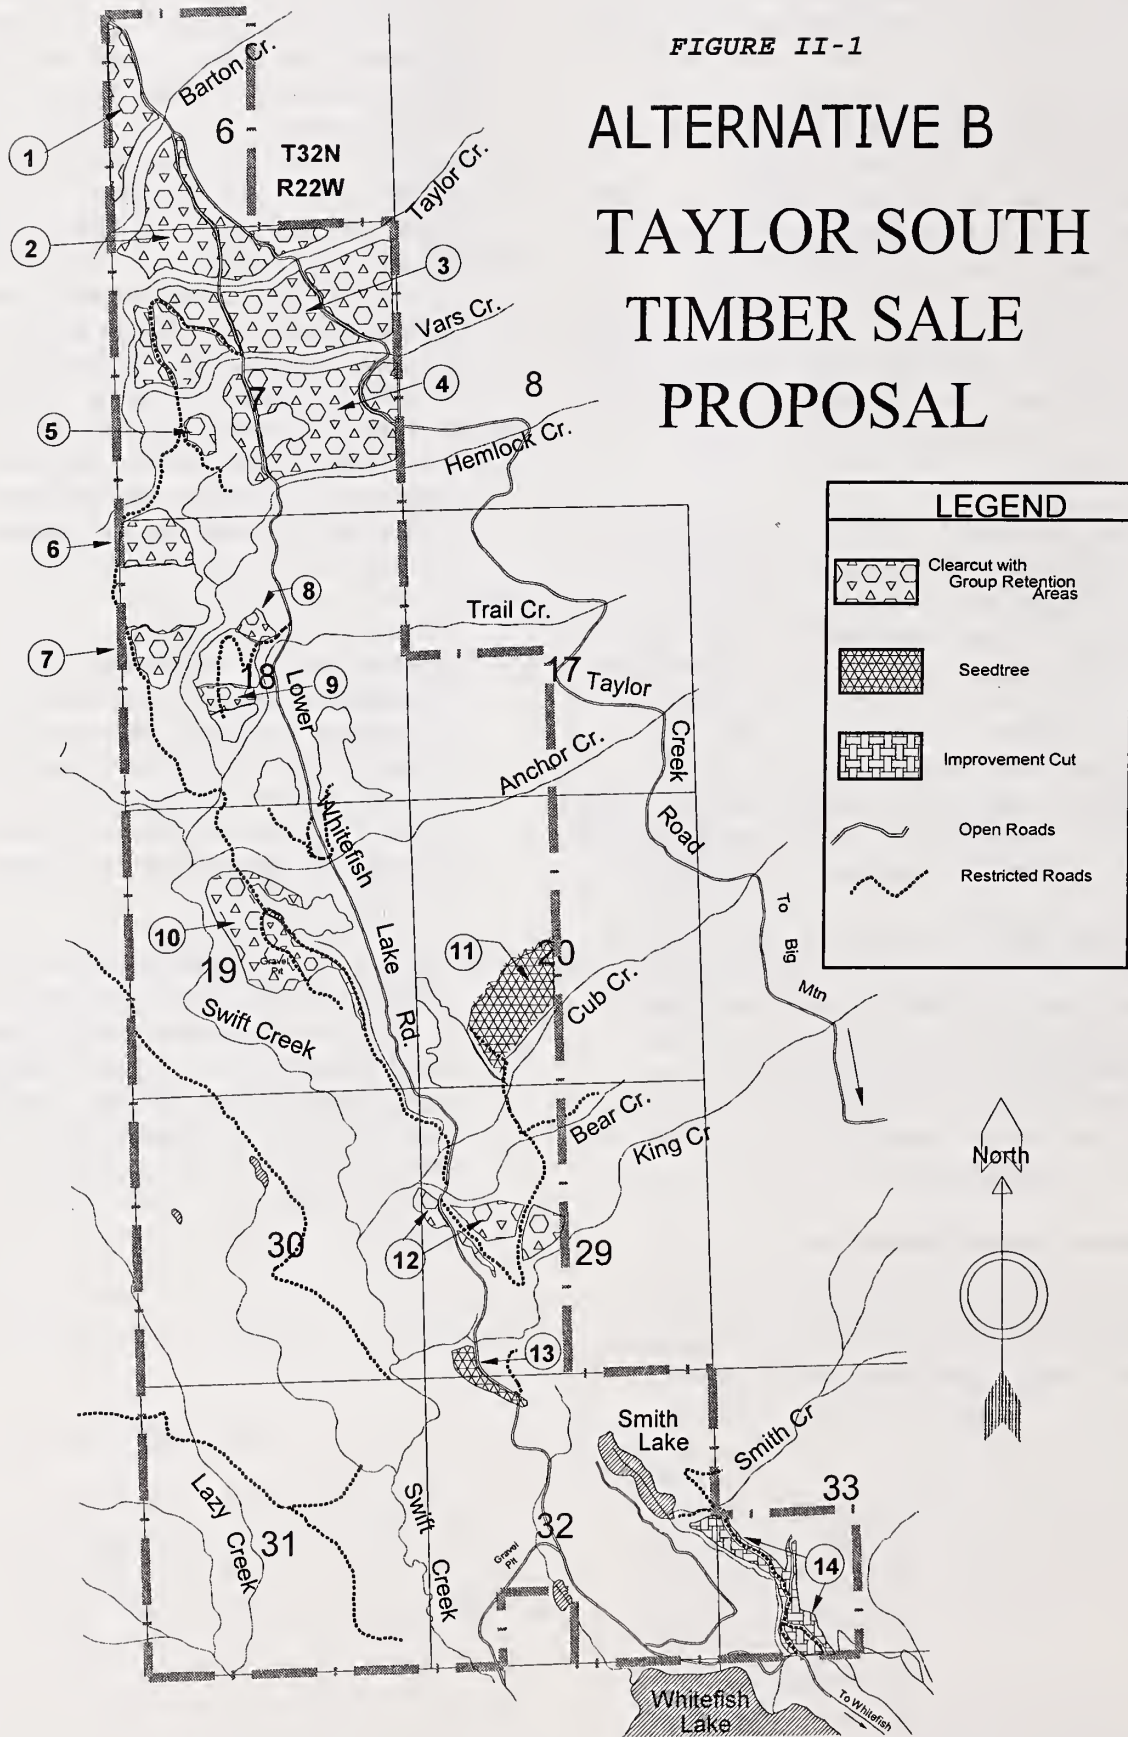 FIGURE II-1
ALTERNATIVE B
TAYLOR SOUTH
TIMBER SALE
PROPOSAL
Barton Cr.
6
T32N
R22W
1
Taylor Cr.
2
3
Vars Cr.
4
7
8
5
Hemlock Cr.
6
8
Trail Cr.
7
18
9
17
Lower
Whitefish
Lake
Rd.
Taylor
Creek
Road
Anchor Cr.
To
Big
Mtn
10
Gravel
Pit
19
11
20
Cub Cr.
Swift Creek
Bear Cr.
King Cr
30
12
29
13
Smith
Lake
Smith Cr
33
Lazy
Creek
31
Swift
Creek
32
Gravel
Pit
14
Whitefish
Lake
To Whitefish
LEGEND
Clearcut with
Group Retention
Areas
Seedtree
Improvement Cut
Open Roads
Restricted Roads
North